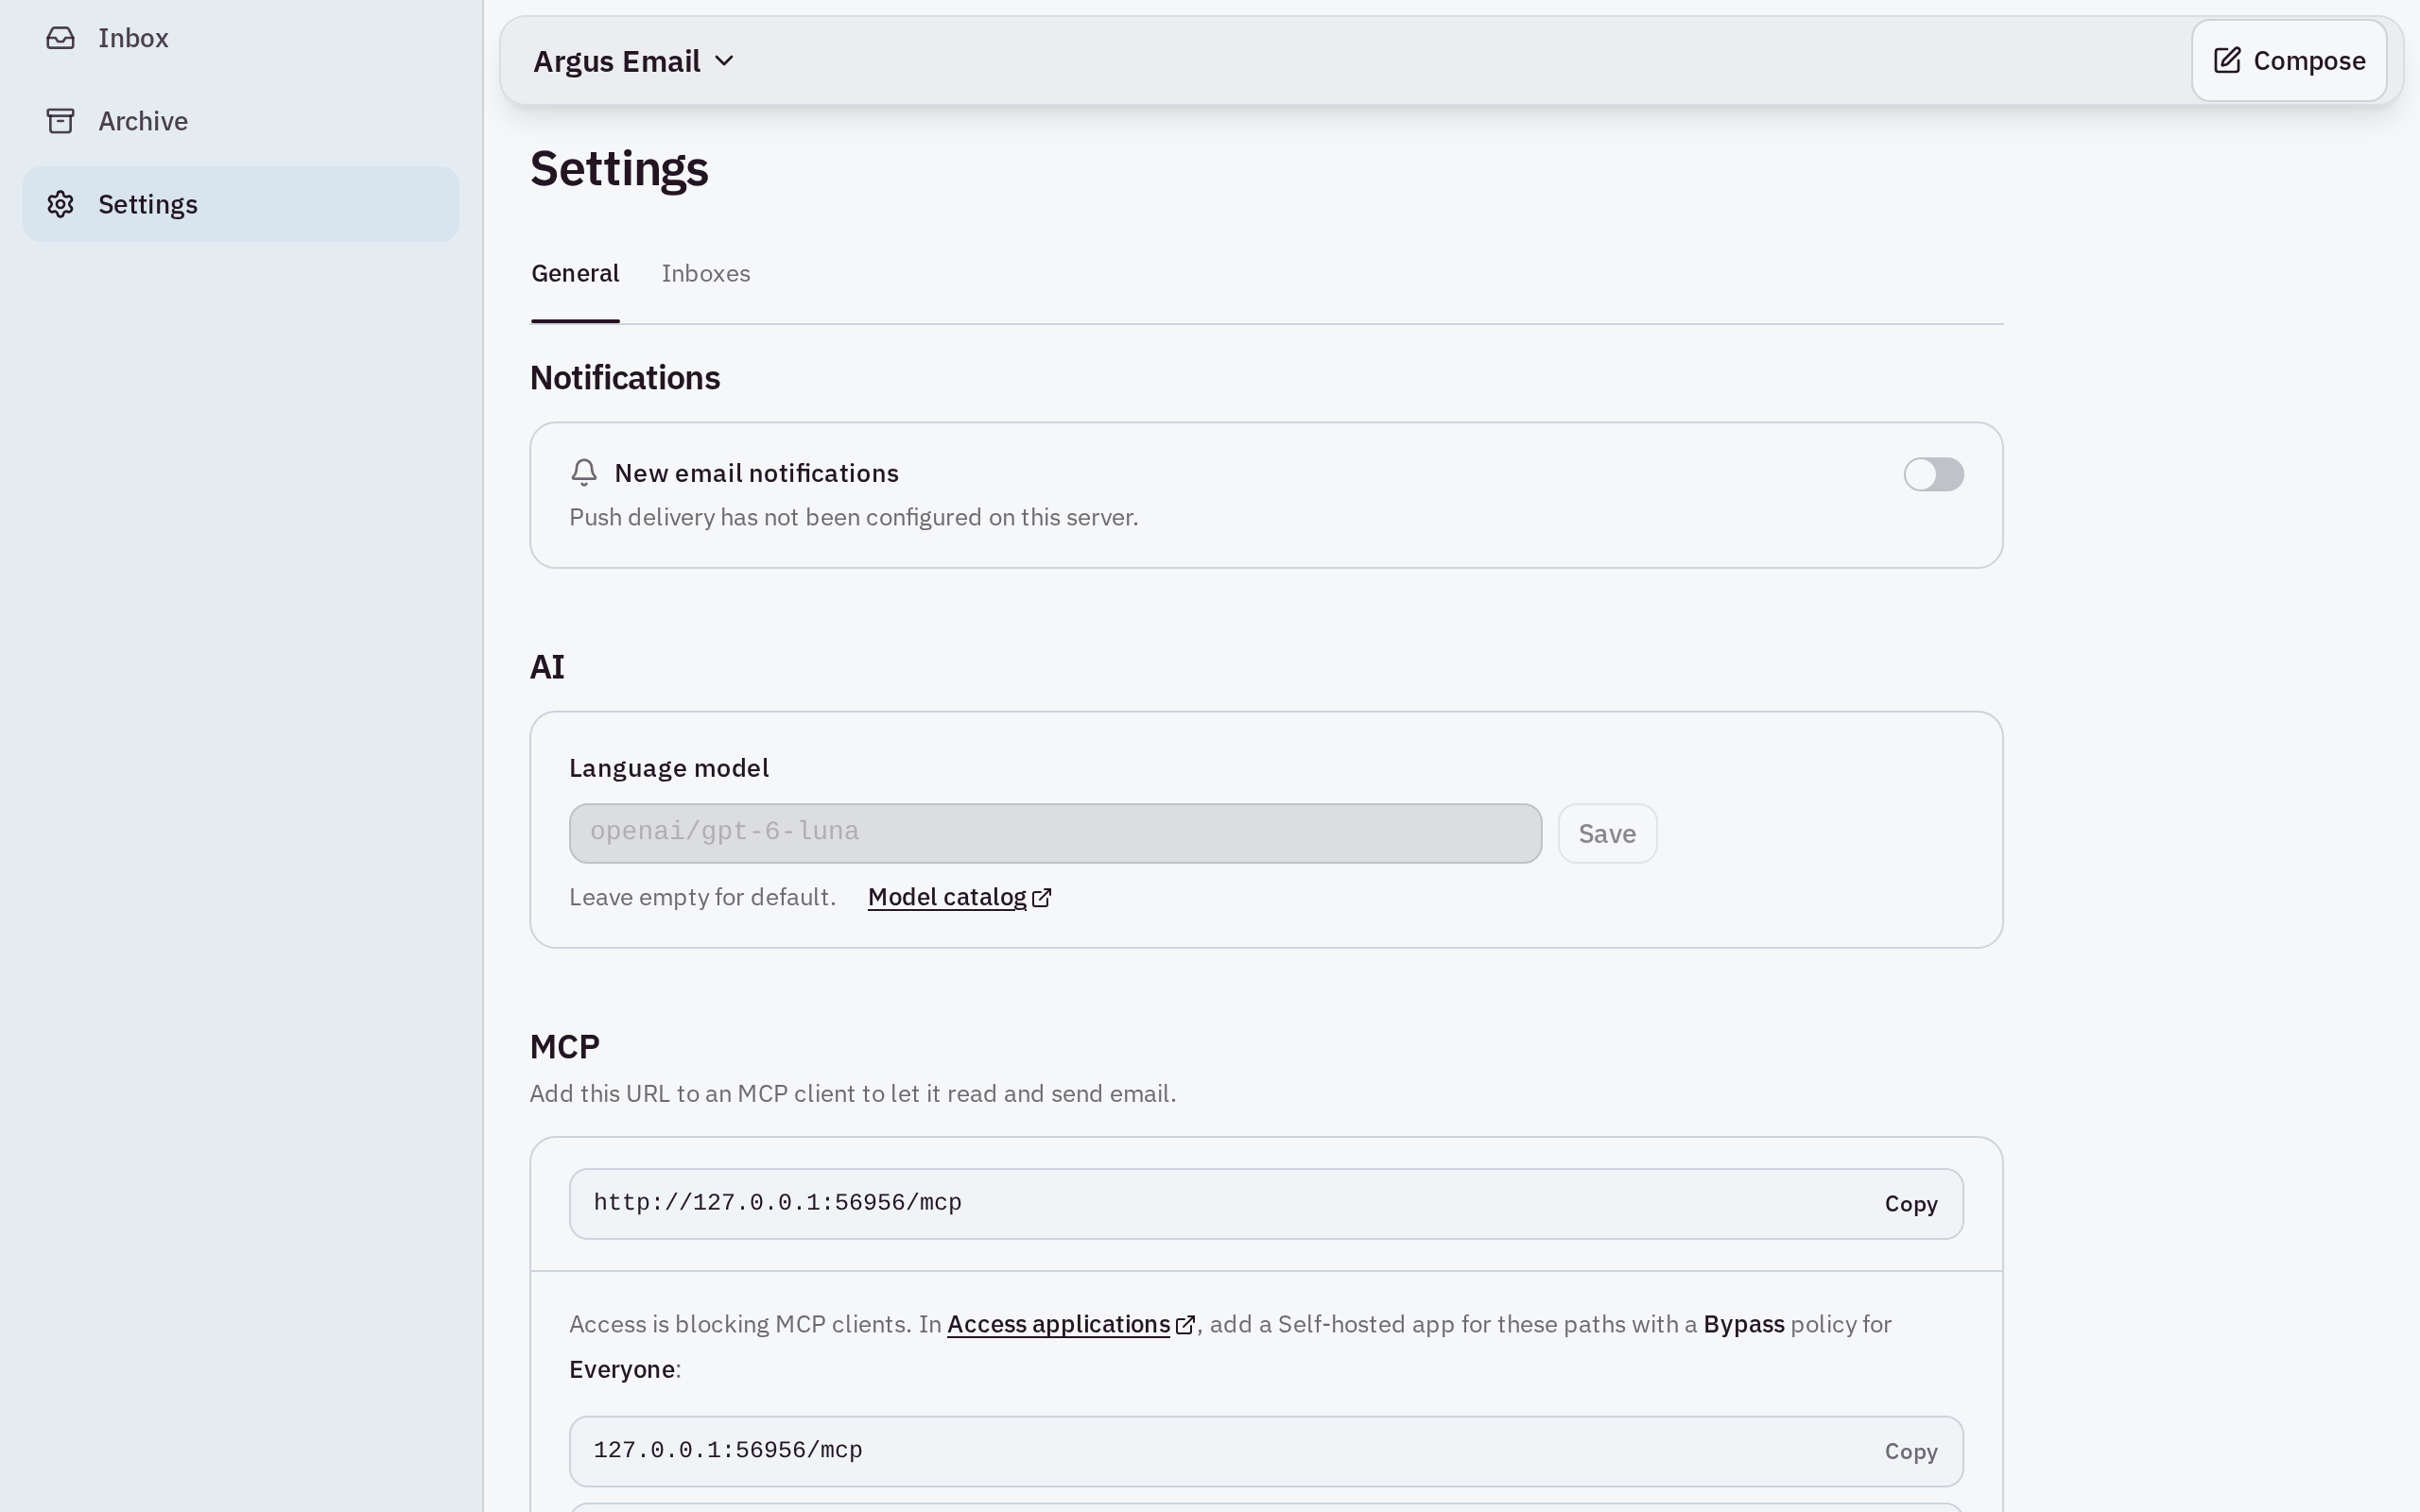 Inbox
Archive
Settings
Argus Email
Compose
Settings
General
Inboxes
Notifications
New email notifications
Push delivery has not been configured on this server.
AI
Language model
openai/gpt-6-luna
Save
Leave empty for default. Model catalog
MCP
Add this URL to an MCP client to let it read and send email.
http://127.0.0.1:56956/mcp
Copy
Access is blocking MCP clients. In Access applications, add a Self-hosted app for these paths with a Bypass policy for
Everyone:
127.0.0.1:56956/mcp
Copy